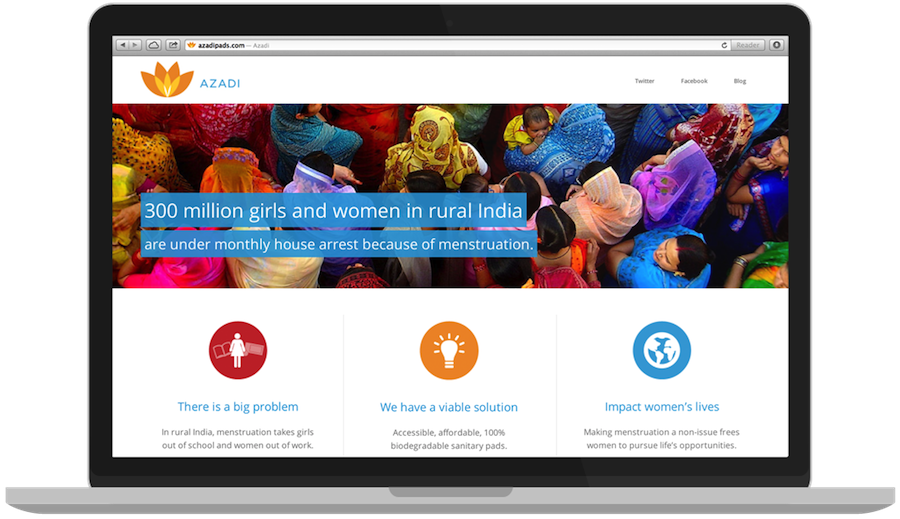 azadipads.com — Azadi
Reader
AZADI
Twitter
Facebook
Blog
300 million girls and women in rural India
are under monthly house arrest because of menstruation.
There is a big problem
In rural India, menstruation takes girls
out of school and women out of work.
We have a viable solution
Accessible, affordable, 100%
biodegradable sanitary pads.
Impact women's lives
Making menstruation a non-issue frees
women to pursue life's opportunities.